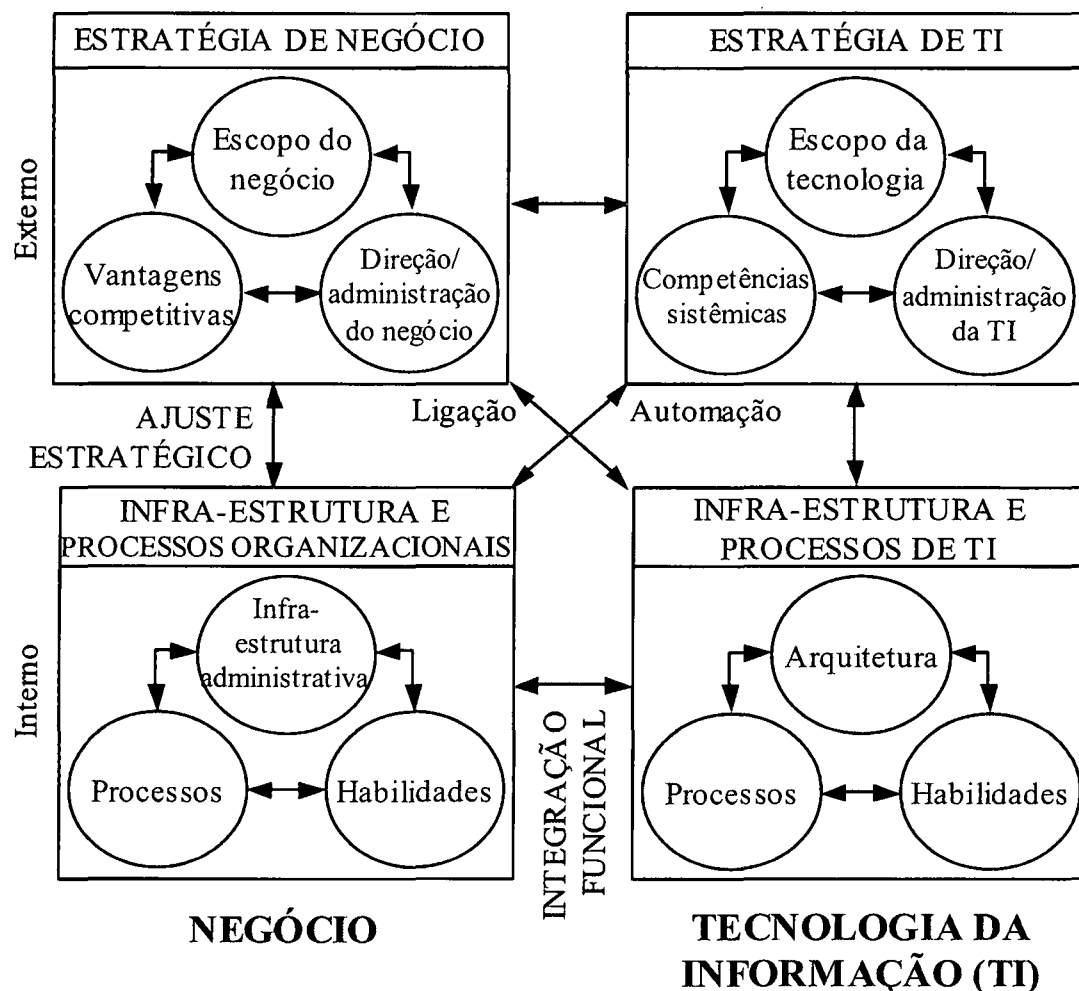 ESTRATÉGIA DE NEGÓCIO
Escopo do
negócio
Vantagens
competitivas
Direção/
administração
do negócio
ESTRATÉGIA DE TI
Escopo da
tecnologia
Competências
sistêmicas
Direção/
administração
da TI
Externo
AJUSTE
ESTRATÉGICO
Ligação
Automação
INFRA-ESTRUTURA E
PROCESSOS ORGANIZACIONAIS
Infra-
estrutura
administrativa
Processos
Habilidades
INFRA-ESTRUTURA E
PROCESSOS DE TI
Arquitetura
Processos
Habilidades
Interno
INTEGRAÇÃO
FUNCIONAL
NEGÓCIO
TECNOLOGIA DA
INFORMAÇÃO (TI)